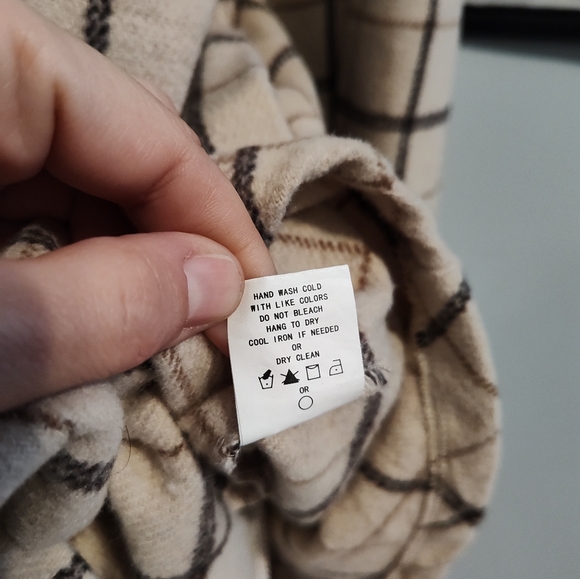 HAND WASH COLD
WITH LIKE COLORS
DO NOT BLEACH
HANG TO DRY
COOL IRON IF NEEDED
OR
DRY CLEAN
OR